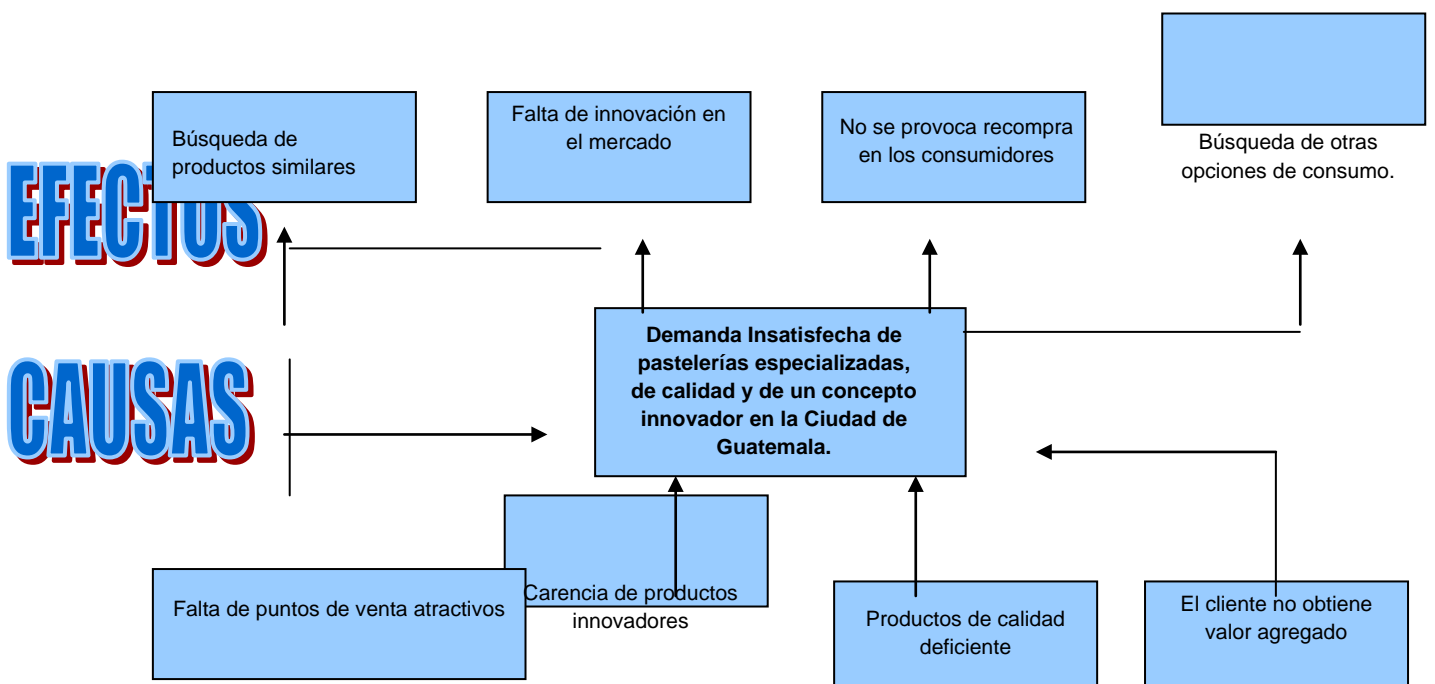 Búsqueda de
productos similares
Falta de innovación en
el mercado
No se provoca recompra
en los consumidores
Búsqueda de otras
opciones de consumo.
EFECTOS
Demanda Insatisfecha de
pastelerías especializadas,
de calidad y de un concepto
innovador en la Ciudad de
Guatemala.
CAUSAS
Falta de puntos de venta atractivos
Carencia de productos
innovadores
Productos de calidad
deficiente
El cliente no obtiene
valor agregado